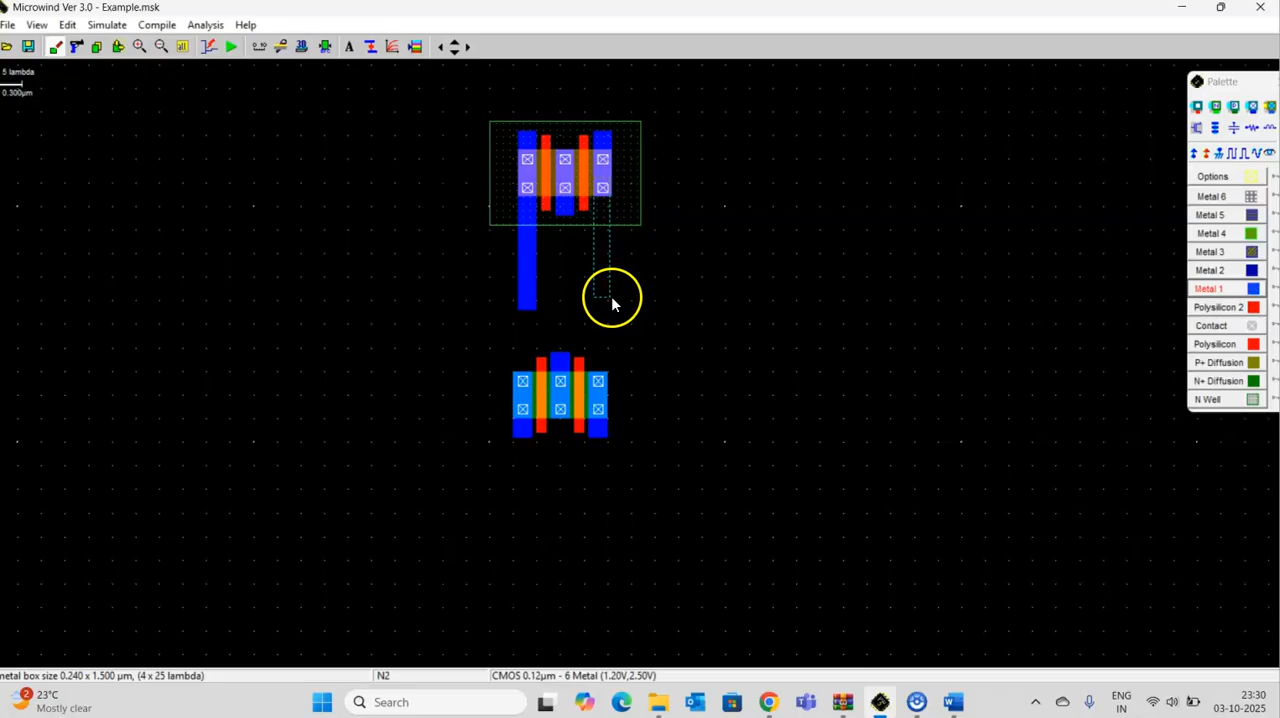 Microwind Ver 3.0 - Example.msk
File View Edit Simulate Compile Analysis Help
5 lambda
0.300µm
Palette
Options
Metal 6
Metal 5
Metal 4
Metal 3
Metal 2
Metal 1
Polysilicon 2
Contact
Polysilicon
P+ Diffusion
N+ Diffusion
N Well
metal box size 0.240 x 1.500 µm, (4 x 25 lambda) N2 CMOS 0.12µm - 6 Metal (1.20V,2.50V)
2
23°C
Mostly clear
Search
ENG
IN
23:30
03-10-2025